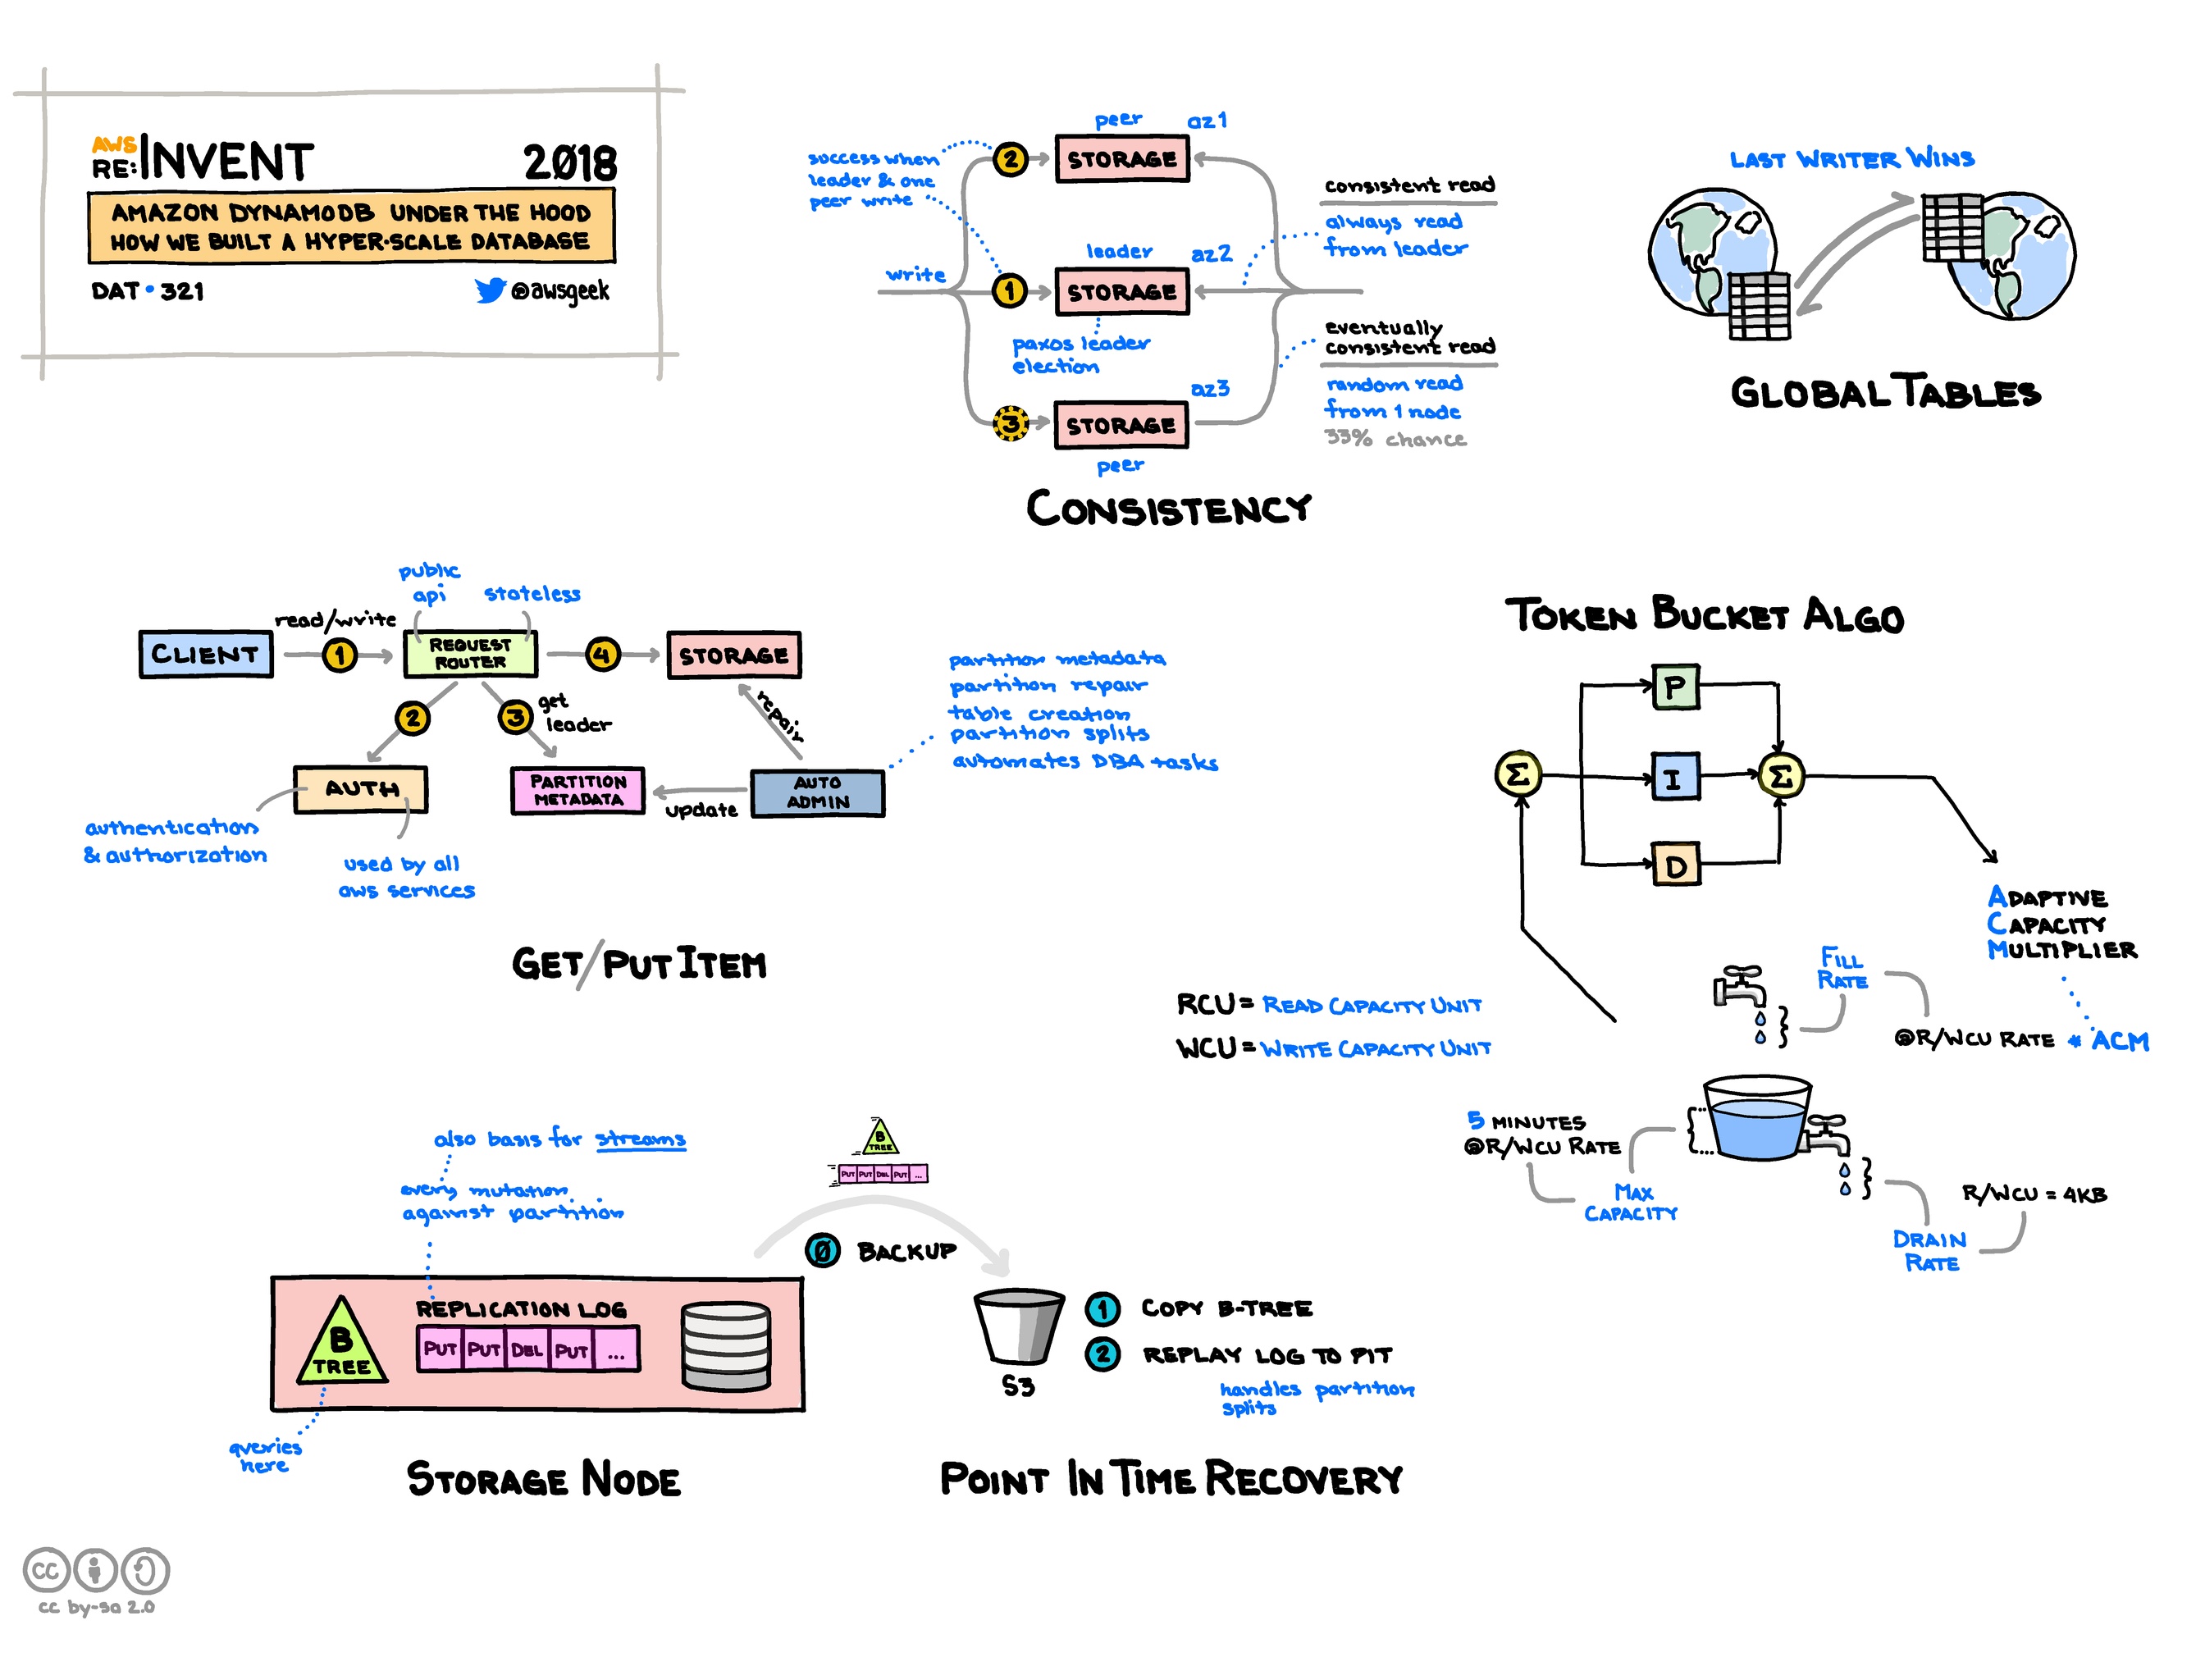 AWS
RE:INVENT 2018
AMAZON DYNAMODB UNDER THE HOOD
HOW WE BUILT A HYPER-SCALE DATABASE
DAT • 321 @awsgeek
peer az1
success when
leader & one
peer write
2 STORAGE
leader az2
write
1 STORAGE
paxos leader
election
az3
3 STORAGE
peer
consistent read
always read
from leader
eventually
consistent read
random read
from 1 node
33% chance
CONSISTENCY
LAST WRITER WINS
GLOBAL TABLES
public
api
stateless
read/write
CLIENT 1 REQUEST
ROUTER
4 STORAGE
2
3 get
leader
repair
AUTH
PARTITION
METADATA
update
AUTO
ADMIN
partition metadata
partition repair
table creation
partition splits
automates DBA tasks
authentication
& authorization
used by all
aws services
GET/PUT ITEM
TOKEN BUCKET ALGO
P
Σ I Σ
D
ADAPTIVE
CAPACITY
MULTIPLIER
FILL
RATE
@R/WCU RATE * ACM
RCU = READ CAPACITY UNIT
WCU = WRITE CAPACITY UNIT
5 MINUTES
@R/WCU RATE
MAX
CAPACITY
R/WCU = 4KB
DRAIN
RATE
also basis for streams
every mutation
against partition
REPLICATION LOG
B
TREE
PUT PUT DEL PUT ...
queries
here
STORAGE NODE
B
TREE
PUT PUT DEL PUT ...
0 BACKUP
S3
1 COPY B-TREE
2 REPLAY LOG TO PIT
handles partition
splits
POINT IN TIME RECOVERY
cc
cc by-sa 2.0